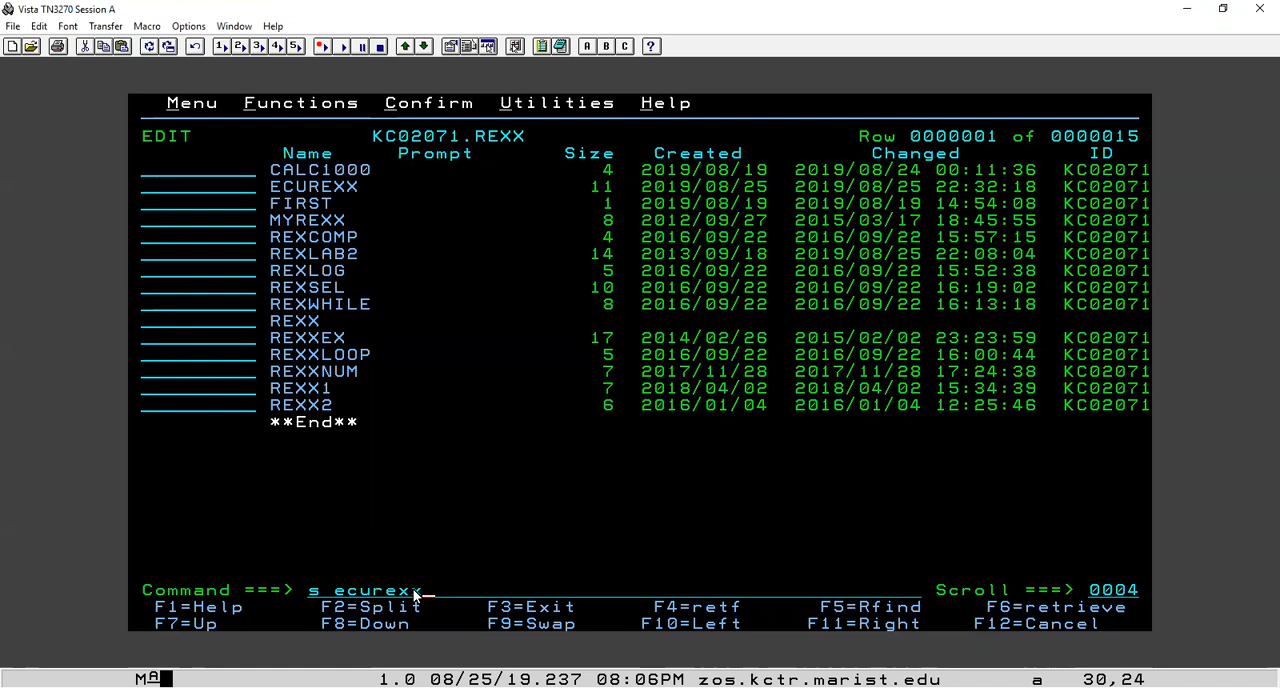 Vista TN3270 Session A
File Edit Font Transfer Macro Options Window Help
1 2 3 4 5 A B C ?
Menu Functions Confirm Utilities Help
EDIT KC02071.REXX Row 0000001 of 0000015
Name Prompt Size Created Changed ID
CALC1000 4 2019/08/19 2019/08/24 00:11:36 KC02071
ECUREXX 11 2019/08/25 2019/08/25 22:32:18 KC02071
FIRST 1 2019/08/19 2019/08/19 14:54:08 KC02071
MYREXX 8 2012/09/27 2015/03/17 18:45:55 KC02071
REXCOMP 4 2016/09/22 2016/09/22 15:57:15 KC02071
REXLAB2 14 2013/09/18 2019/08/25 22:08:04 KC02071
REXLOG 5 2016/09/22 2016/09/22 15:52:38 KC02071
REXSEL 10 2016/09/22 2016/09/22 16:19:02 KC02071
REXWHILE 8 2016/09/22 2016/09/22 16:13:18 KC02071
REXX
REXXEX 17 2014/02/26 2015/02/02 23:23:59 KC02071
REXXLOOP 5 2016/09/22 2016/09/22 16:00:44 KC02071
REXXNUM 7 2017/11/28 2017/11/28 17:24:38 KC02071
REXX1 7 2018/04/02 2018/04/02 15:34:39 KC02071
REXX2 6 2016/01/04 2016/01/04 12:25:46 KC02071
**End**
Command ===> s ecurexx Scroll ===> 0004
F1=Help F2=Split F3=Exit F4=retf F5=Rfind F6=retrieve
F7=Up F8=Down F9=Swap F10=Left F11=Right F12=Cancel
MA 1.0 08/25/19.237 08:06PM zos.kctr.marist.edu a 30,24